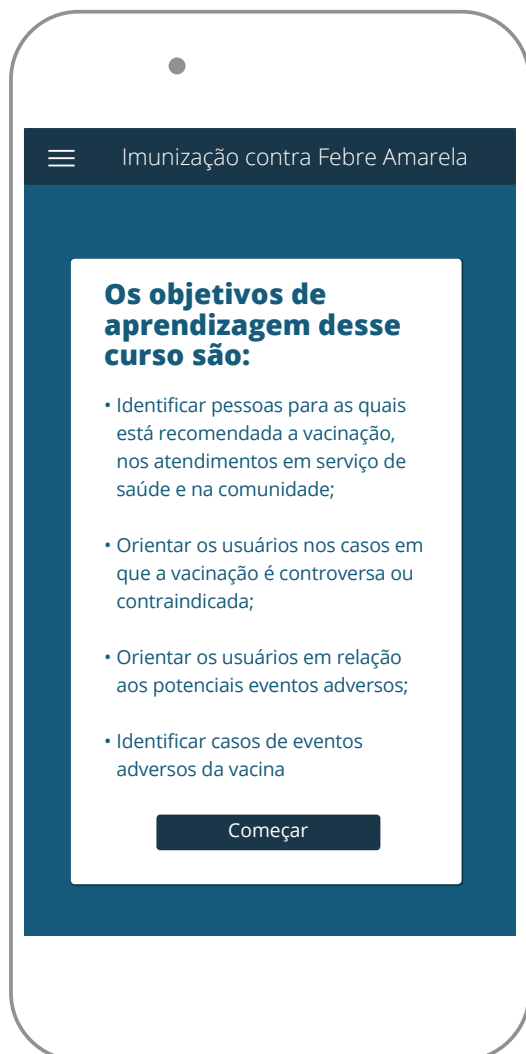 Imunização contra Febre Amarela
Os objetivos de
aprendizagem desse
curso são:
• Identificar pessoas para as quais
está recomendada a vacinação,
nos atendimentos em serviço de
saúde e na comunidade;
• Orientar os usuários nos casos em
que a vacinação é controversa ou
contraindicada;
• Orientar os usuários em relação
aos potenciais eventos adversos;
• Identificar casos de eventos
adversos da vacina
Começar